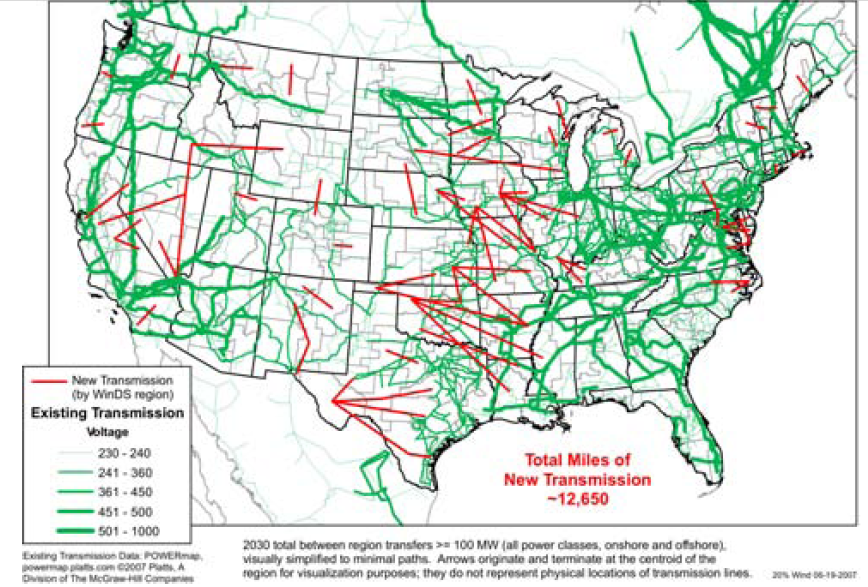 New Transmission
(by WinDS region)
Existing Transmission
Voltage
230 - 240
241 - 360
361 - 450
451 - 500
501 - 1000
Total Miles of
New Transmission
~12,650
Existing Transmission Data: POWERmap,
powermap.platts.com ©2007 Platts, A
Division of The McGraw-Hill Companies
2030 total between region transfers >= 100 MW (all power classes, onshore and offshore),
visually simplified to minimal paths. Arrows originate and terminate at the centroid of the
region for visualization purposes; they do not represent physical locations of transmission lines.
20% Wind 06-19-2007